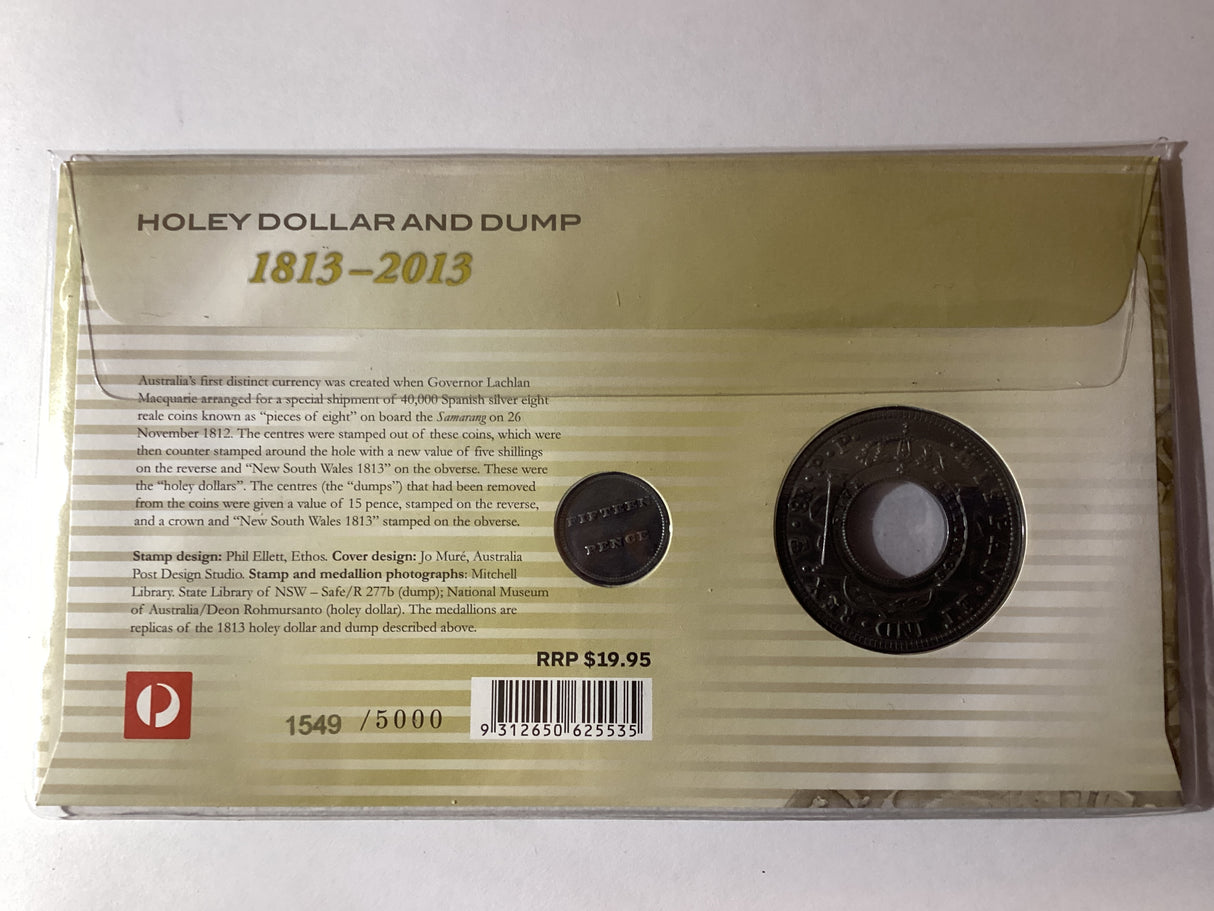 HOLEY DOLLAR AND DUMP
1813–2013
Australia's first distinct currency was created when Governor Lachlan
Macquarie arranged for a special shipment of 40,000 Spanish silver eight
reale coins known as “pieces of eight” on board the Samarang on 26
November 1812. The centres were stamped out of these coins, which were
then counter stamped around the hole with a new value of five shillings
on the reverse and “New South Wales 1813” on the obverse. These were
the “holey dollars”. The centres (the “dumps”) that had been removed
from the coins were given a value of 15 pence, stamped on the reverse,
and a crown and “New South Wales 1813” stamped on the obverse.
Stamp design: Phil Ellett, Ethos. Cover design: Jo Muré, Australia
Post Design Studio. Stamp and medallion photographs: Mitchell
Library. State Library of NSW – Safe/R 277b (dump); National Museum
of Australia/Deon Rohmursanto (holey dollar). The medallions are
replicas of the 1813 holey dollar and dump described above.
FIFTEEN
PENCE
RRP $19.95
1549 /5000
9 312650 625535